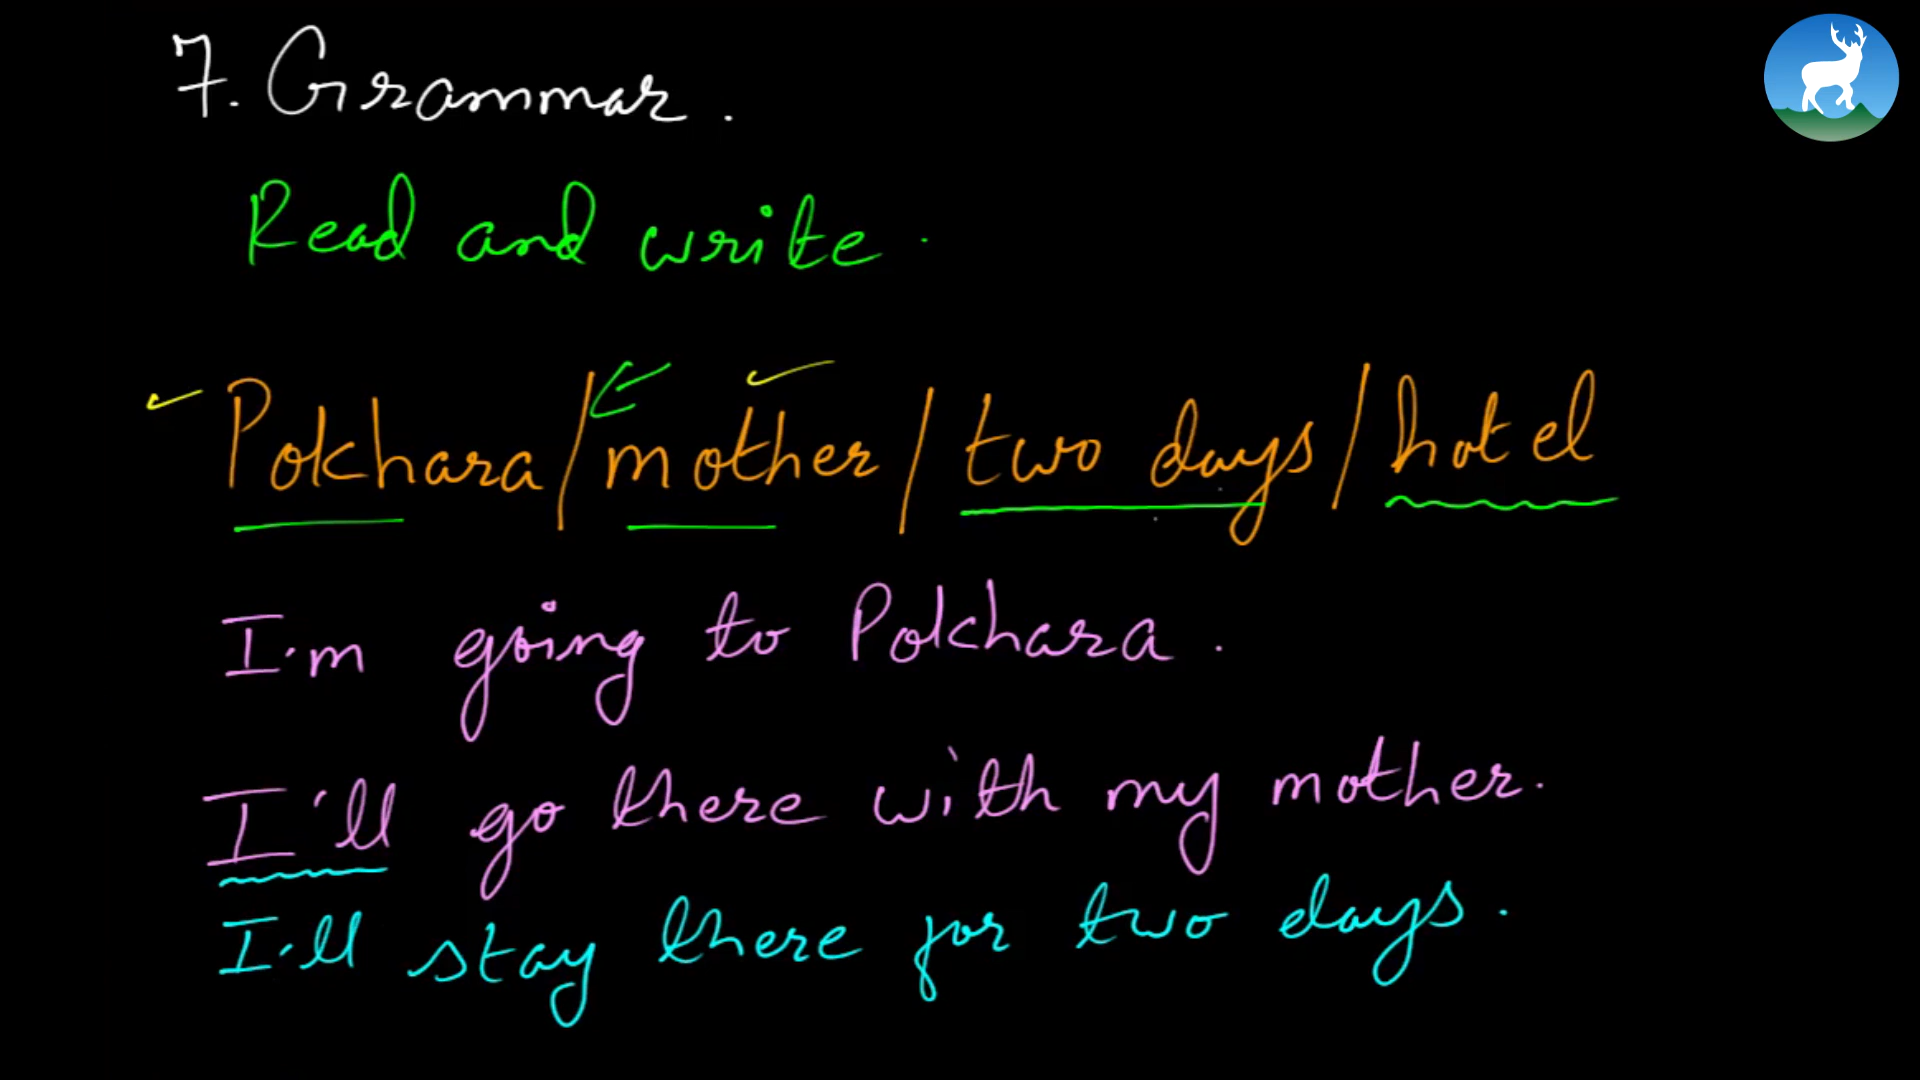 7. Grammar.
Read and write.
Pokhara/mother/two days/hotel
I'm going to Pokhara.
I'll go there with my mother.
I'll stay there for two days.